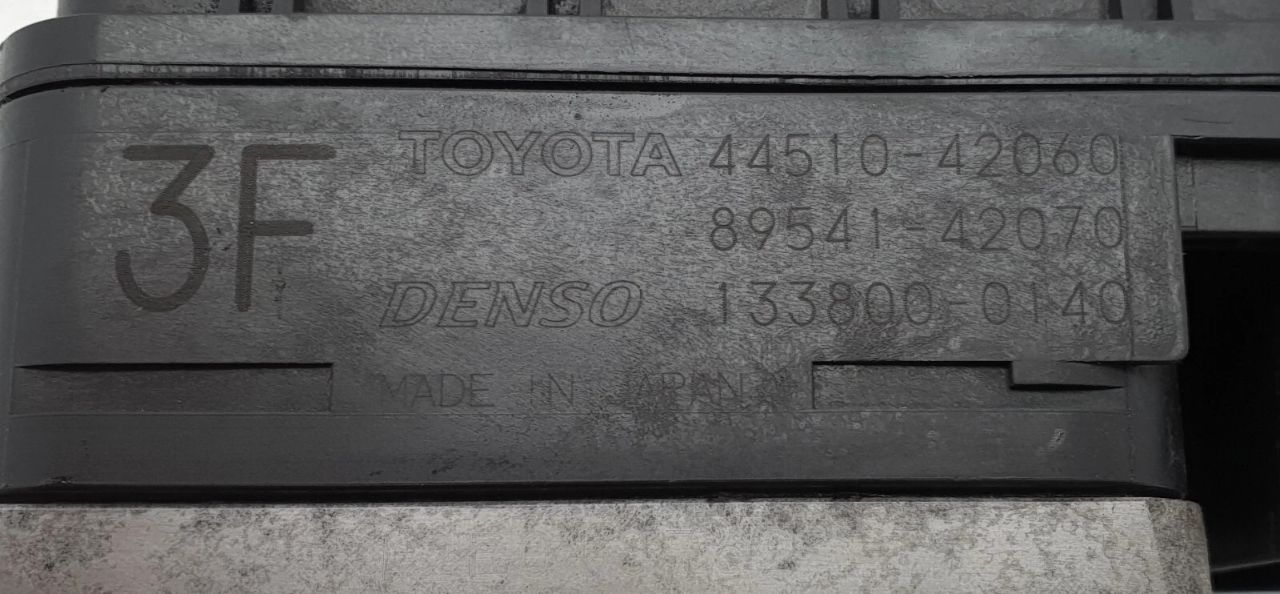 3F TOYOTA 44510-42060
89541-42070
DENSO 133800-0140
MADE IN JAPAN